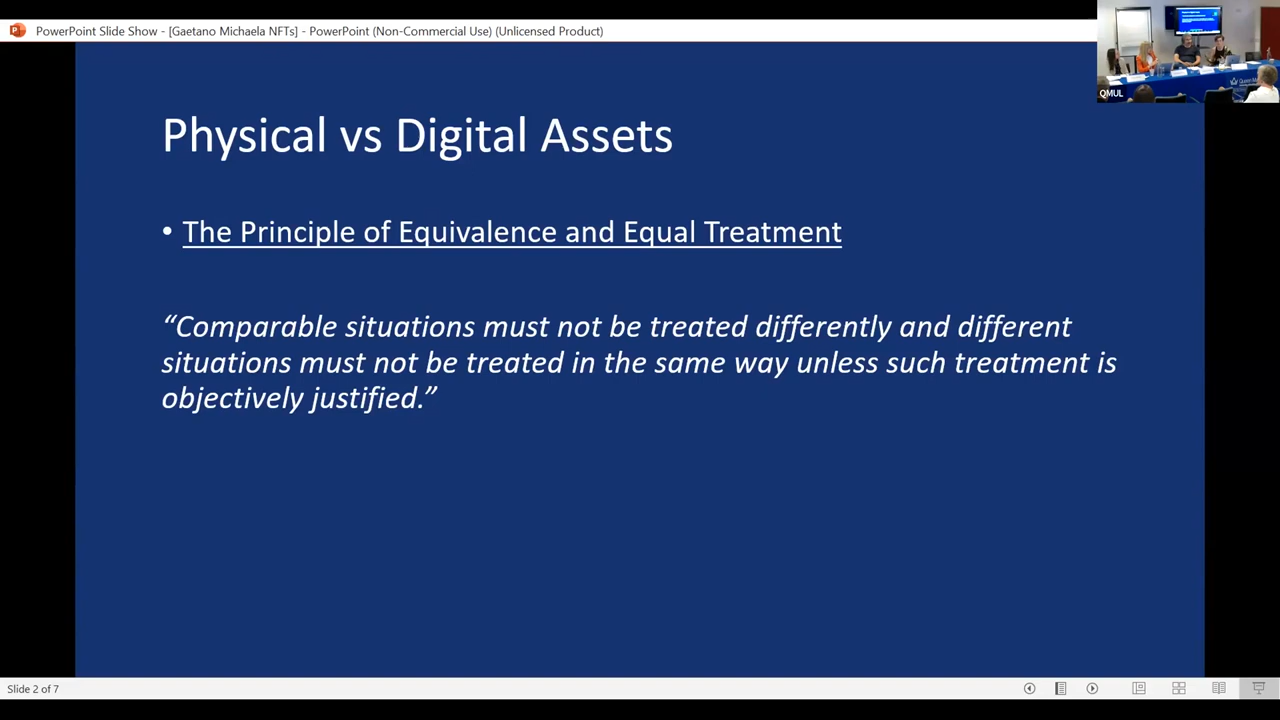 PowerPoint Slide Show - [Gaetano Michaela NFTs] - PowerPoint (Non-Commercial Use) (Unlicensed Product)
QMUL
Physical vs Digital Assets
• The Principle of Equivalence and Equal Treatment
“Comparable situations must not be treated differently and different
situations must not be treated in the same way unless such treatment is
objectively justified.”
Slide 2 of 7